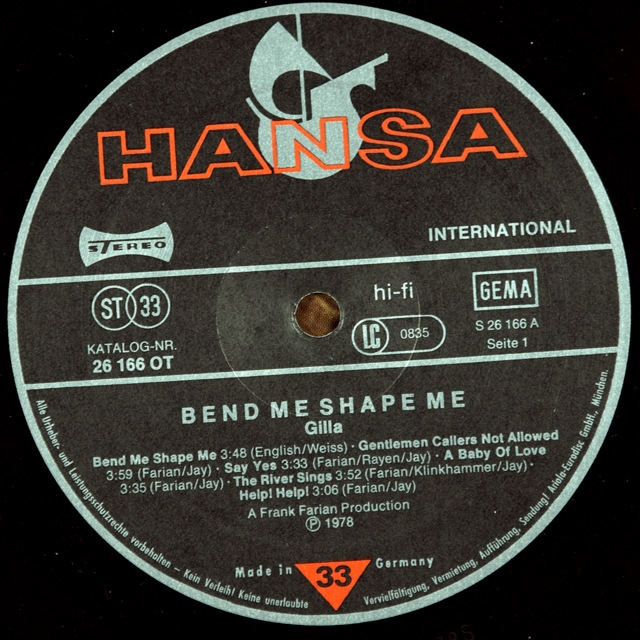 HANSA
INTERNATIONAL
STEREO
ST 33
KATALOG-NR.
26 166 OT
hi-fi
LC 0835
GEMA
S 26 166 A
Seite 1
BEND ME SHAPE ME
Gilla
Bend Me Shape Me 3:48 (English/Weiss) · Gentlemen Callers Not Allowed
3:59 (Farian/Jay) · Say Yes 3:33 (Farian/Rayen/Jay) · A Baby Of Love
3:35 (Farian/Jay) · The River Sings 3:52 (Farian/Klinkhammer/Jay) ·
Help! Help! 3:06 (Farian/Jay)
A Frank Farian Production
℗ 1978
Made in Germany
33
Alle Urheber- und Leistungsschutzrechte vorbehalten – Kein Verleih! Keine unerlaubte Vervielfältigung, Vermietung, Aufführung, Sendung! Ariola-Eurodisc GmbH., München.